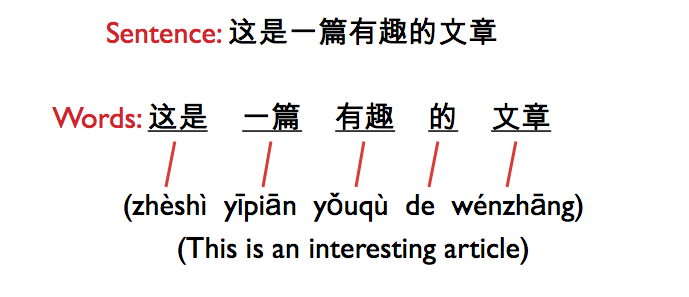 Sentence: 这是一篇有趣的文章
Words: 这是 一篇 有趣 的 文章
(zhèshì yīpiān yǒuqù de wénzhāng)
(This is an interesting article)